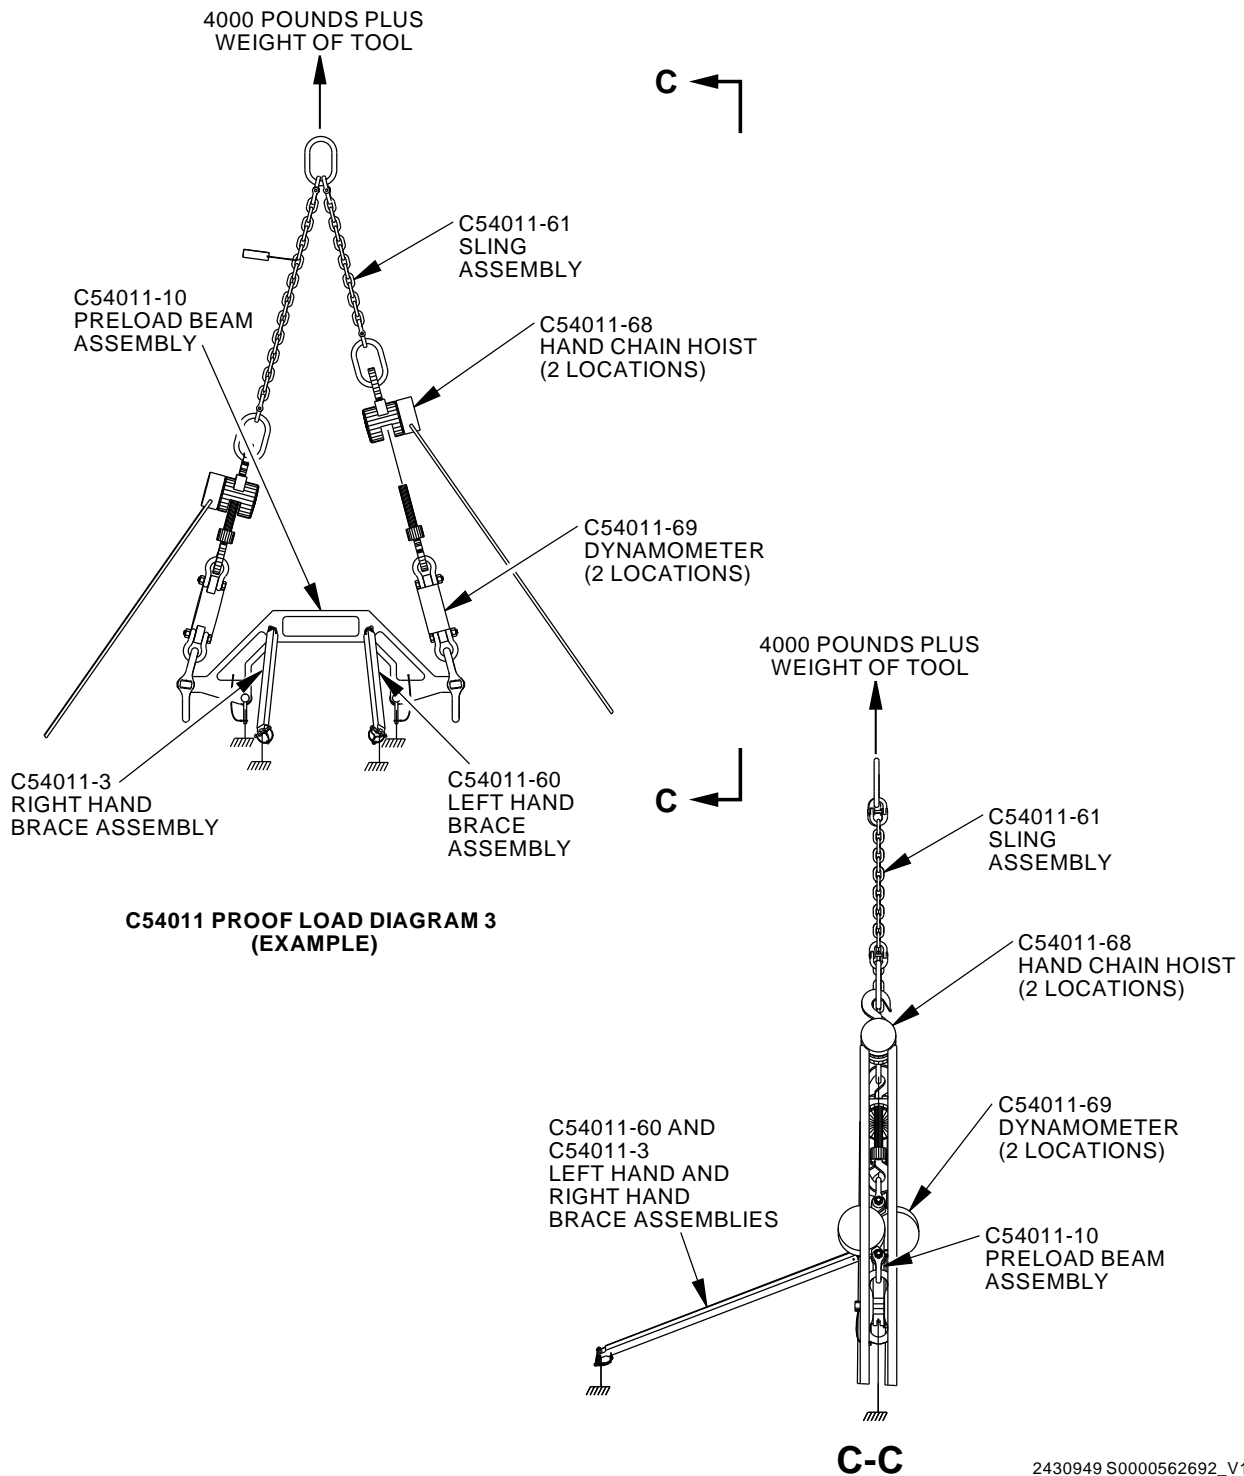 4000 POUNDS PLUS
WEIGHT OF TOOL
C
C54011-61
SLING
ASSEMBLY
C54011-10
PRELOAD BEAM
ASSEMBLY
C54011-68
HAND CHAIN HOIST
(2 LOCATIONS)
C54011-69
DYNAMOMETER
(2 LOCATIONS)
4000 POUNDS PLUS
WEIGHT OF TOOL
C54011-3
RIGHT HAND
BRACE ASSEMBLY
C54011-60
LEFT HAND
BRACE
ASSEMBLY
C
C54011-61
SLING
ASSEMBLY
C54011 PROOF LOAD DIAGRAM 3
(EXAMPLE)
C54011-68
HAND CHAIN HOIST
(2 LOCATIONS)
C54011-69
DYNAMOMETER
(2 LOCATIONS)
C54011-60 AND
C54011-3
LEFT HAND AND
RIGHT HAND
BRACE ASSEMBLIES
C54011-10
PRELOAD BEAM
ASSEMBLY
C-C
2430949 S0000562692_V1